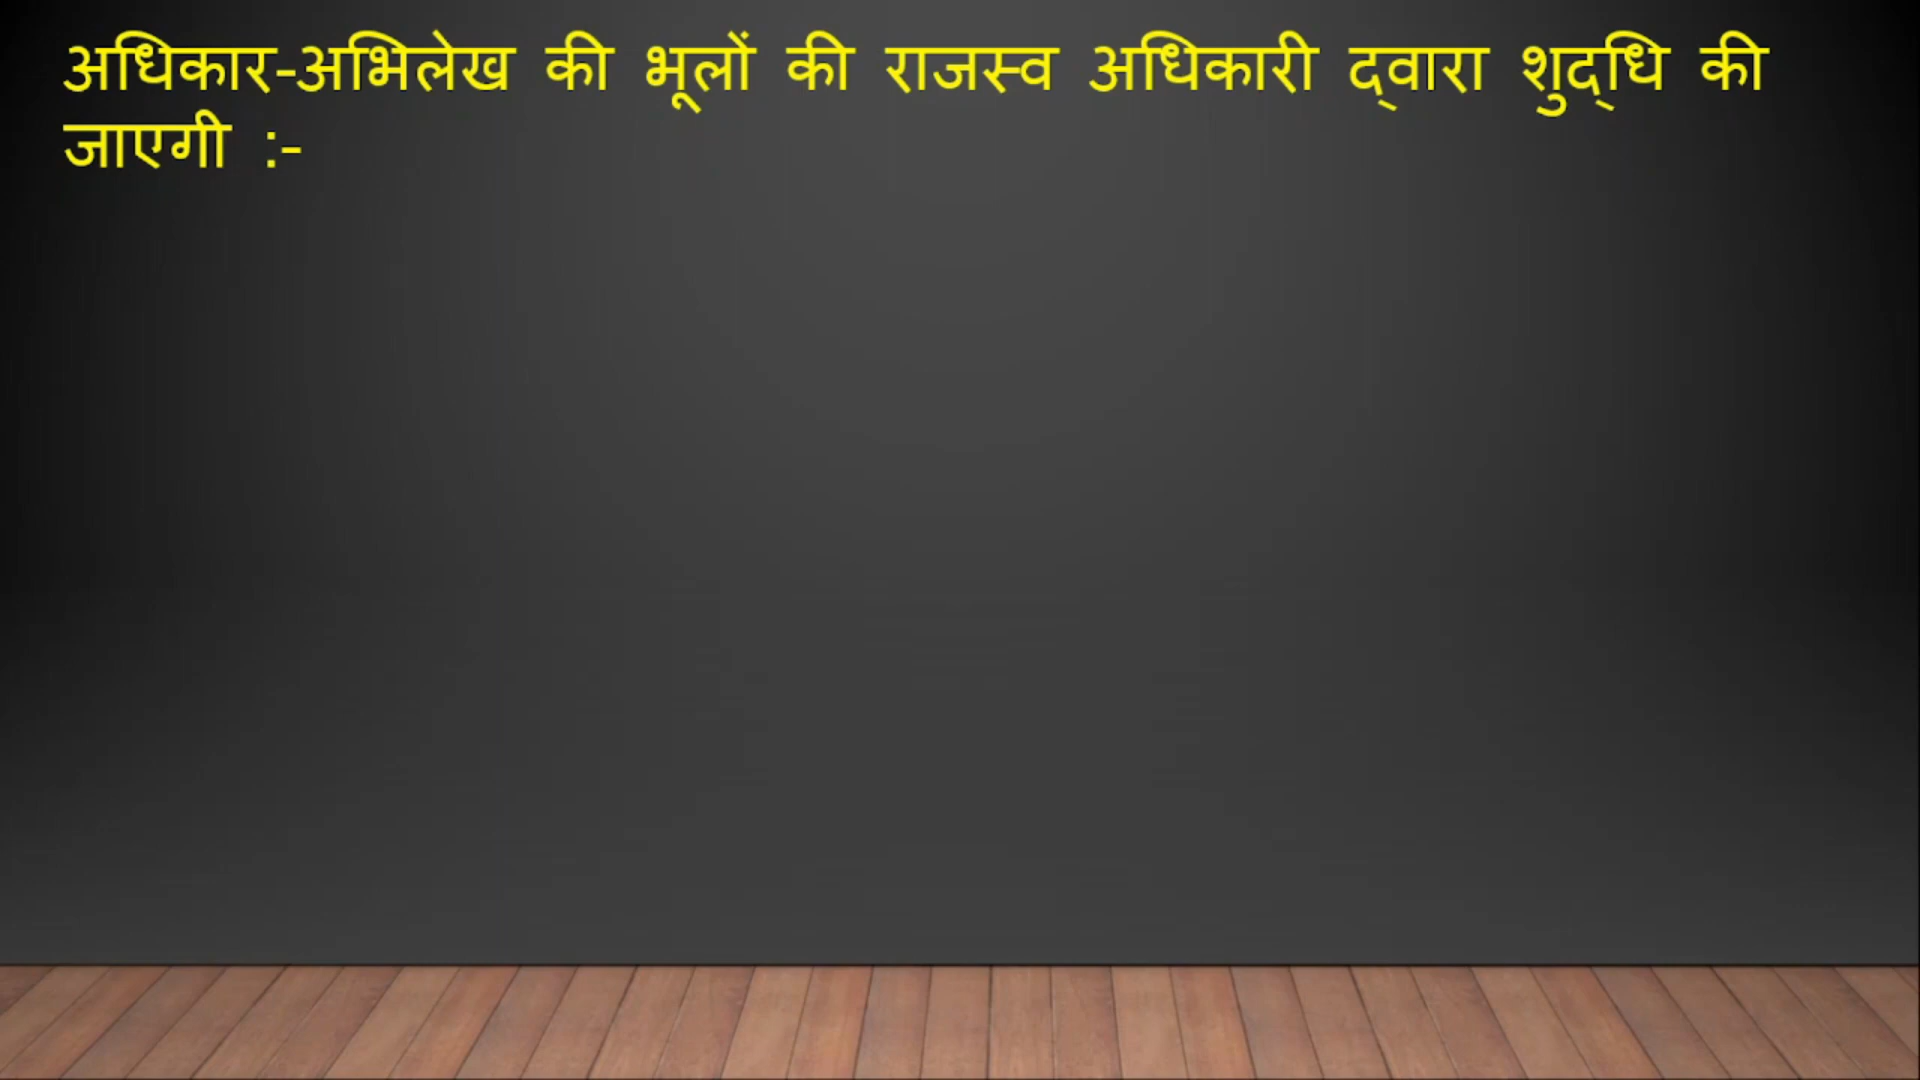 अधिकार-अभिलेख की भूलों की राजस्व अधिकारी द्वारा शुद्धि की
जाएगी :-